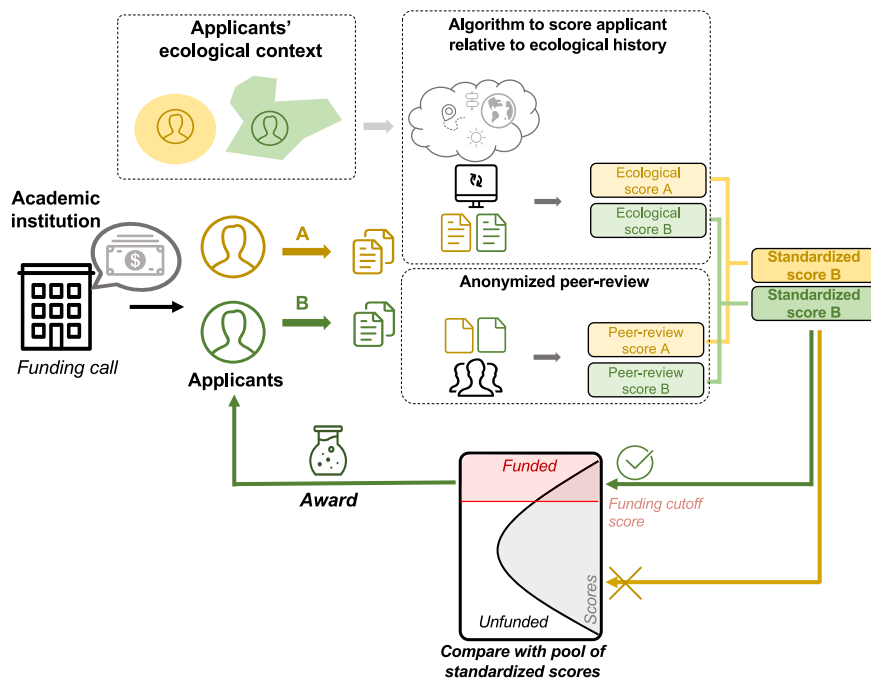 Applicants'
ecological context
Algorithm to score applicant
relative to ecological history
Academic
institution
$
Funding call
A
B
Applicants
Ecological
score A
Ecological
score B
Anonymized peer-review
Peer-review
score A
Peer-review
score B
Standardized
score B
Standardized
score B
Award
Funded
Funding cutoff
score
Scores
Unfunded
Compare with pool of
standardized scores